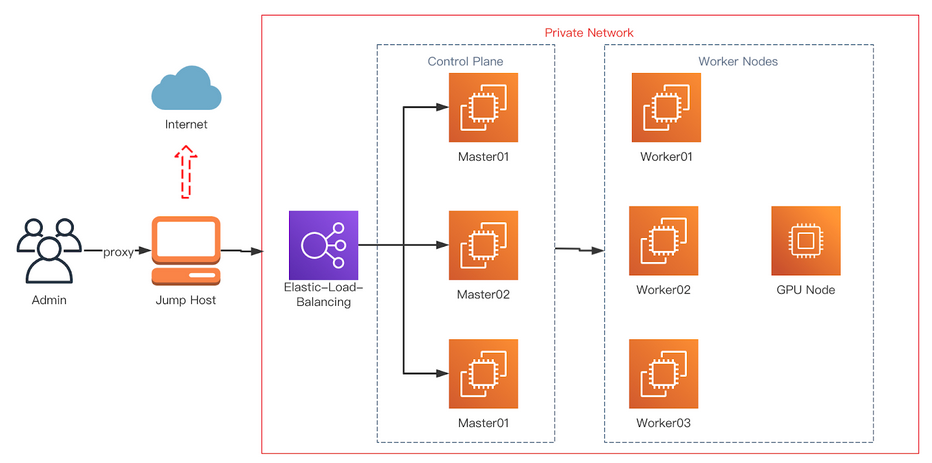 Private Network
Control Plane
Worker Nodes
Internet
Master01
Worker01
proxy
Admin
Jump Host
Elastic-Load-
Balancing
Master02
Worker02
GPU Node
Master01
Worker03